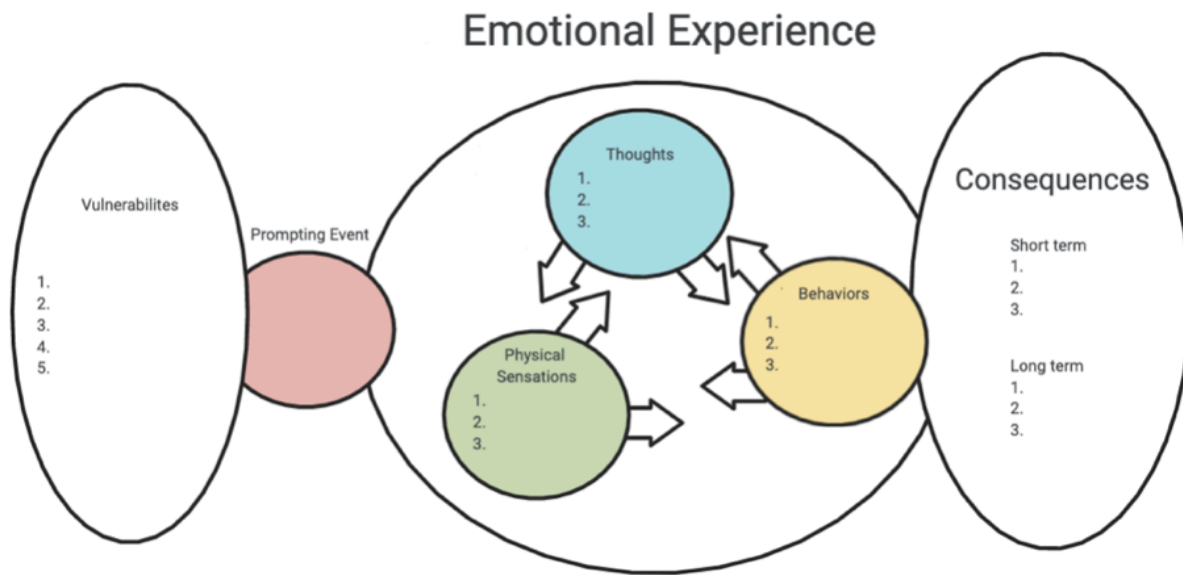 Emotional Experience
Vulnerabilites
1.
2.
3.
4.
5.
Prompting Event
Thoughts
1.
2.
3.
Physical
Sensations
1.
2.
3.
Behaviors
1.
2.
3.
Consequences
Short term
1.
2.
3.
Long term
1.
2.
3.